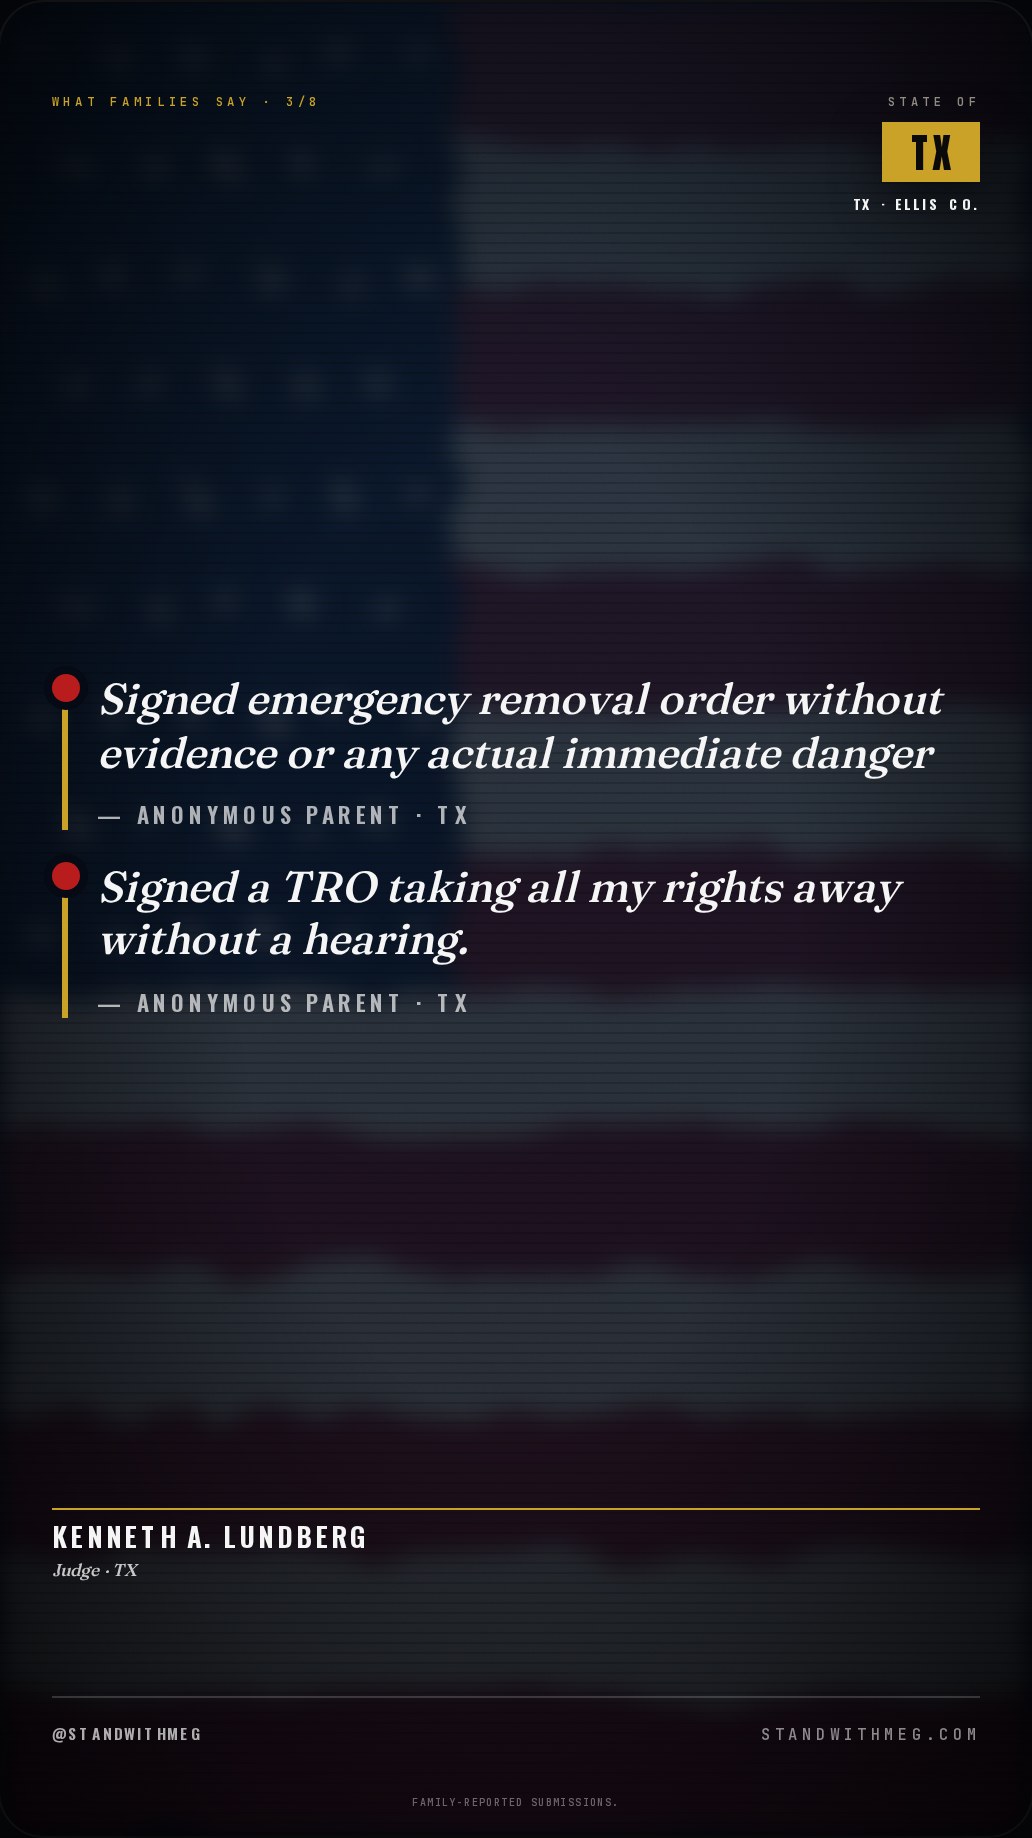 WHAT FAMILIES SAY · 3/8
STATE OF
TX
TX · ELLIS CO.
Signed emergency removal order without
evidence or any actual immediate danger
— ANONYMOUS PARENT · TX
Signed a TRO taking all my rights away
without a hearing.
— ANONYMOUS PARENT · TX
KENNETH A. LUNDBERG
Judge · TX
@STANDWITHMEG
STANDWITHMEG.COM
FAMILY-REPORTED SUBMISSIONS.